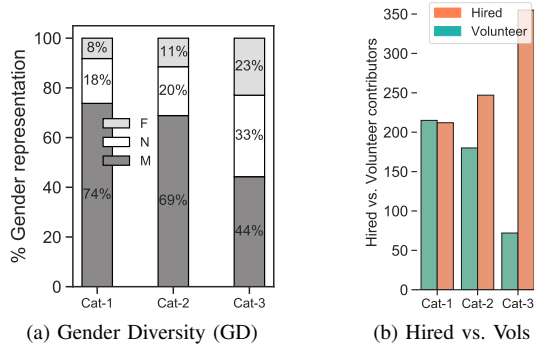 % Gender representation
100
80
60
40
20
0
8%
18%
74%
11%
20%
69%
23%
33%
44%
F
N
M
Cat-1
Cat-2
Cat-3
(a) Gender Diversity (GD)
Hired vs. Volunteer contributors
350
300
250
200
150
100
50
0
Hired
Volunteer
Cat-1
Cat-2
Cat-3
(b) Hired vs. Vols